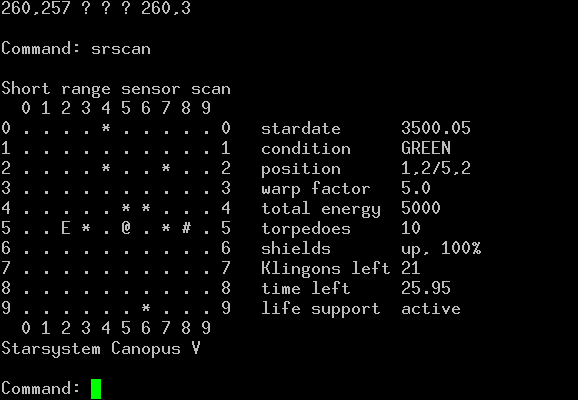 260,257 ? ? ? 260,3
Command: srscan
Short range sensor scan
0 1 2 3 4 5 6 7 8 9
0 . . . . * . . . . . 0 stardate 3500.05
1 . . . . . . . . . . 1 condition GREEN
2 . . . . * . . * . . 2 position 1,2/5,2
3 . . . . . . . . . . 3 warp factor 5.0
4 . . . . . * * . . . 4 total energy 5000
5 . . E * . @ . * # . 5 torpedoes 10
6 . . . . . . . . . . 6 shields up, 100%
7 . . . . . . . . . . 7 Klingons left 21
8 . . . . . . . . . . 8 time left 25.95
9 . . . . . . * . . . 9 life support active
0 1 2 3 4 5 6 7 8 9
Starsystem Canopus V
Command: